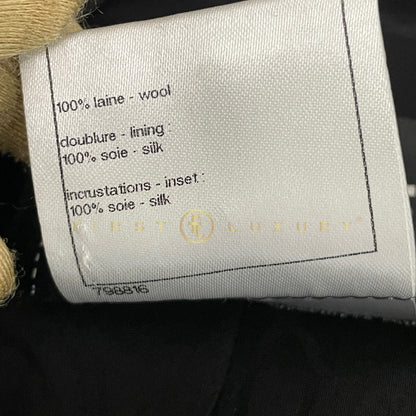 100% laine - wool
doublure - lining :
100% soie - silk
incrustations - inset :
100% soie - silk
FIRST LUXURY
798816